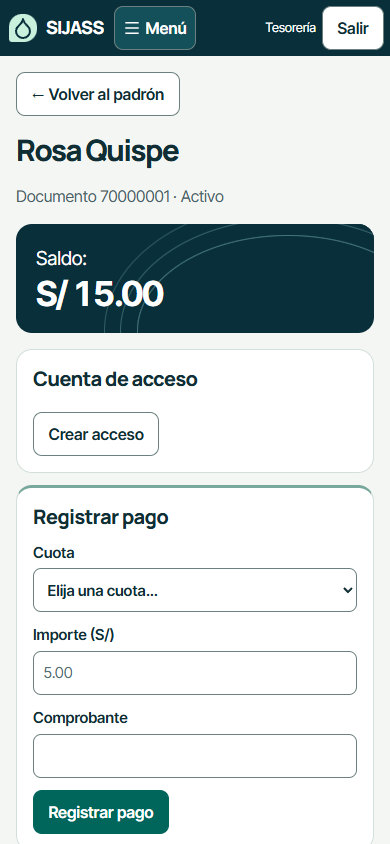 SIJASS
Menú
Tesorería
Salir
← Volver al padrón
Rosa Quispe
Documento 70000001 · Activo
Saldo:
S/ 15.00
Cuenta de acceso
Crear acceso
Registrar pago
Cuota
Elija una cuota...
Importe (S/)
5.00
Comprobante
Registrar pago